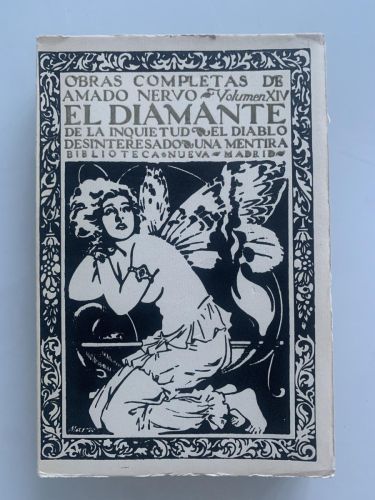 OBRAS COMPLETAS DE
AMADO NERVO Volumen XIV
EL DIAMANTE
DE LA INQUIETUD EL DIABLO
DESINTERESADO UNA MENTIRA
BIBLIOTECA NUEVA MADRID